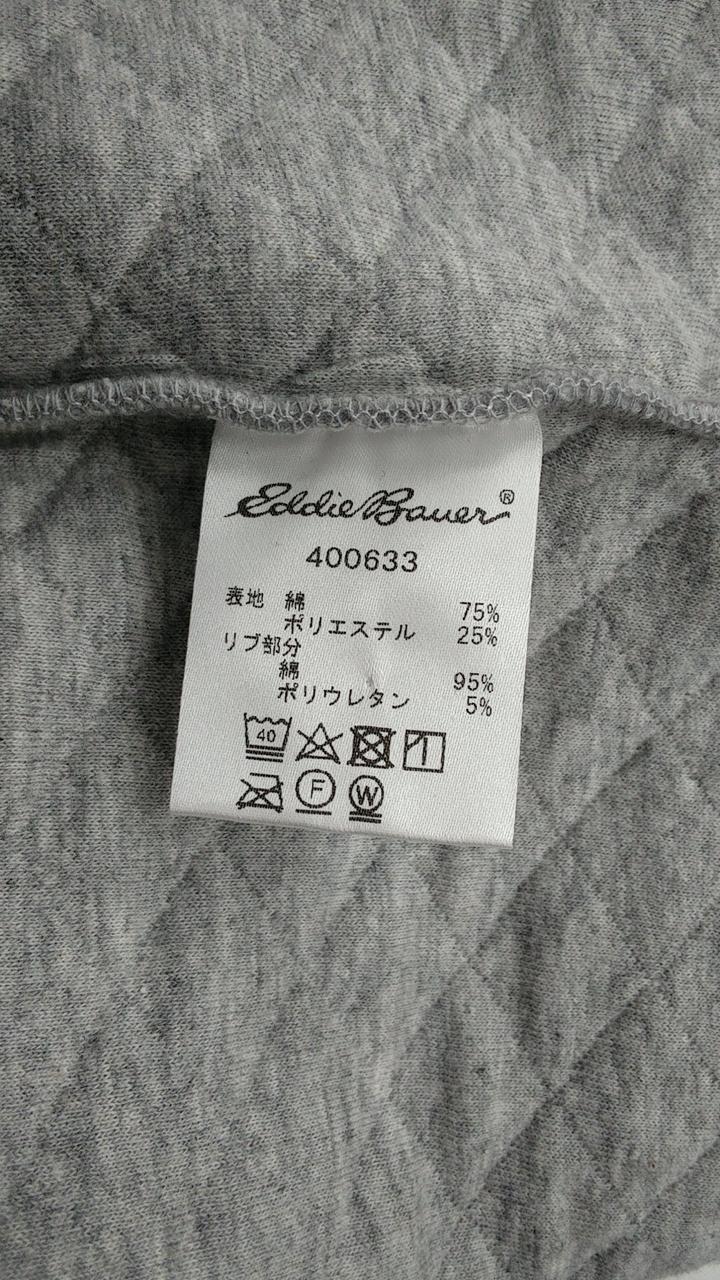 Eddie Bauer®
400633
表地 綿 75%
ポリエステル 25%
リブ部分
綿 95%
ポリウレタン 5%
40
F W